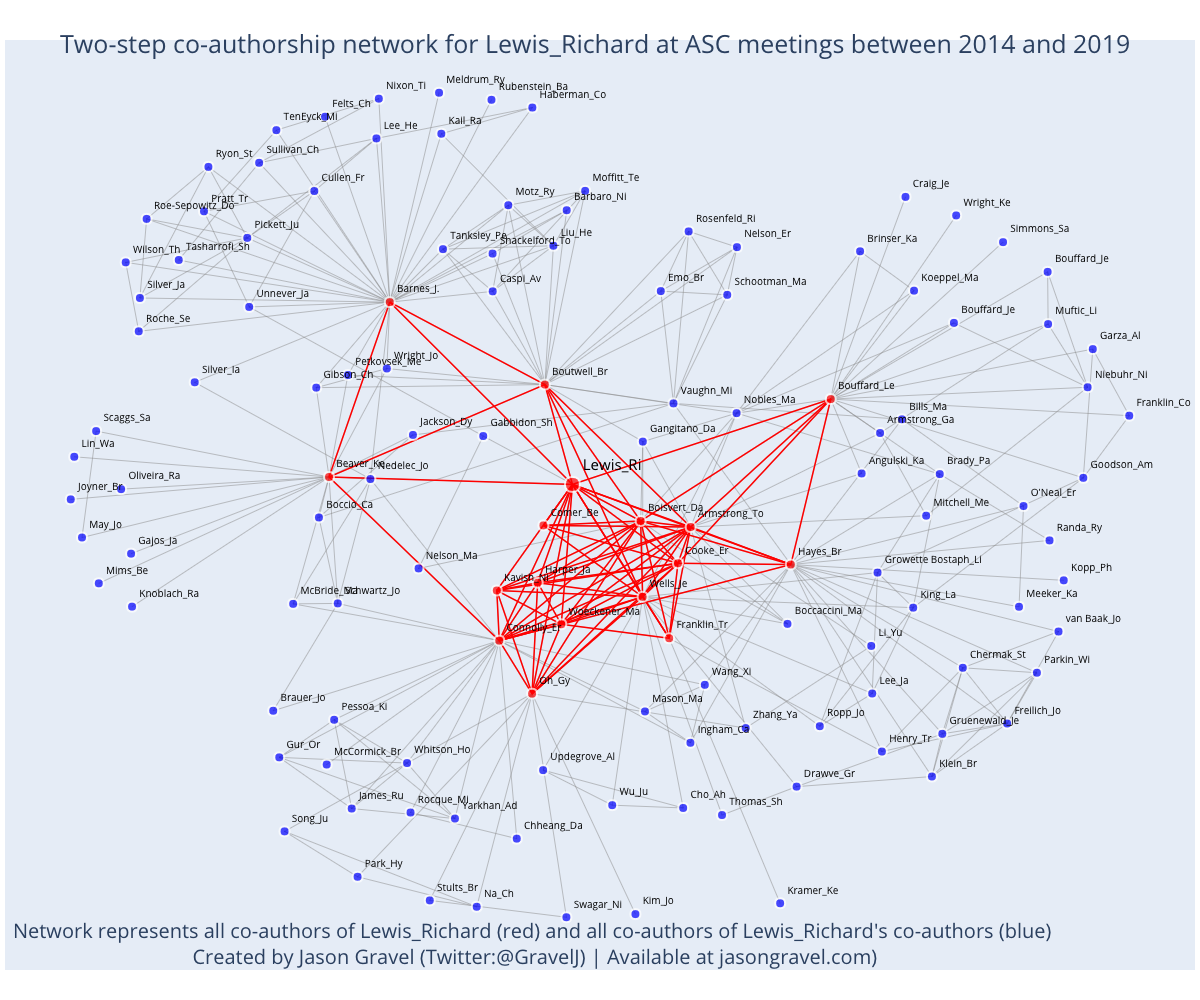 Two-step co-authorship network for Lewis_Richard at ASC meetings between 2014 and 2019
Meldrum_Ry
Nixon_Ti
Rubenstein_Ba
Haberman_Co
Felts_Ch
TenEyck_Mi
Lee_He
Kail_Ra
Sullivan_Ch
Ryon_St
Cullen_Fr
Moffitt_Te
Craig_Je
Motz_Ry
Pratt_Tr
Barbaro_Ni
Wright_Ke
Roe-Sepowitz_Do
Rosenfeld_Ri
Pickett_Ju
Simmons_Sa
Liu_He
Tanksley_Pe
Nelson_Er
Shackelford_To
Brinser_Ka
Wilson_Th
Tasharrofi_Sh
Bouffard_Je
Caspi_Av
Emo_Br
Koeppel_Ma
Schootman_Ma
Silver_Ja
Barnes_J.
Unnever_Ja
Bouffard_Je
Muftic_Li
Roche_Se
Garza_Al
Wright_Jo
Petkovsek_Me
Silver_Ia
Gibson_Ch
Boutwell_Br
Niebuhr_Ni
Bouffard_Le
Vaughn_Mi
Nobles_Ma
Franklin_Co
Bills_Ma
Scaggs_Sa
Armstrong_Ga
Jackson_Dy
Gabbidon_Sh
Gangitano_Da
Lin_Wa
Beaver_Ke
Nedelec_Jo
Lewis_Ri
Angulski_Ka
Brady_Pa
Goodson_Am
Oliveira_Ra
Joyner_Br
O'Neal_Er
Boccio_Ca
Mitchell_Me
Boisvert_Da
Comer_Be
Armstrong_To
May_Jo
Randa_Ry
Gajos_Ja
Cooke_Er
Hayes_Br
Nelson_Ma
Growette Bostaph_Li
Mims_Be
Harper_Ja
Kavish_Ni
Kopp_Ph
Wells_Je
Knoblach_Ra
McBride_Ma
Schwartz_Jo
King_La
Meeker_Ka
Woeckener_Ma
Boccaccini_Ma
Franklin_Tr
van Baak_Jo
Connolly_Er
Li_Yu
Chermak_St
Parkin_Wi
Wang_Xi
Oh_Gy
Lee_Ja
Brauer_Jo
Mason_Ma
Pessoa_Ki
Freilich_Jo
Zhang_Ya
Ropp_Jo
Gruenewald_Je
Ingham_Ca
Gur_Or
McCormick_Br
Whitson_Ho
Henry_Tr
Updegrove_Al
Klein_Br
Drawve_Gr
James_Ru
Rocque_Mi
Yarkhan_Ad
Wu_Ju
Cho_Ah
Thomas_Sh
Song_Ju
Chheang_Da
Park_Hy
Stults_Br
Na_Ch
Swagar_Ni
Kim_Jo
Kramer_Ke
Network represents all co-authors of Lewis_Richard (red) and all co-authors of Lewis_Richard's co-authors (blue)
Created by Jason Gravel (Twitter:@GravelJ) | Available at jasongravel.com)